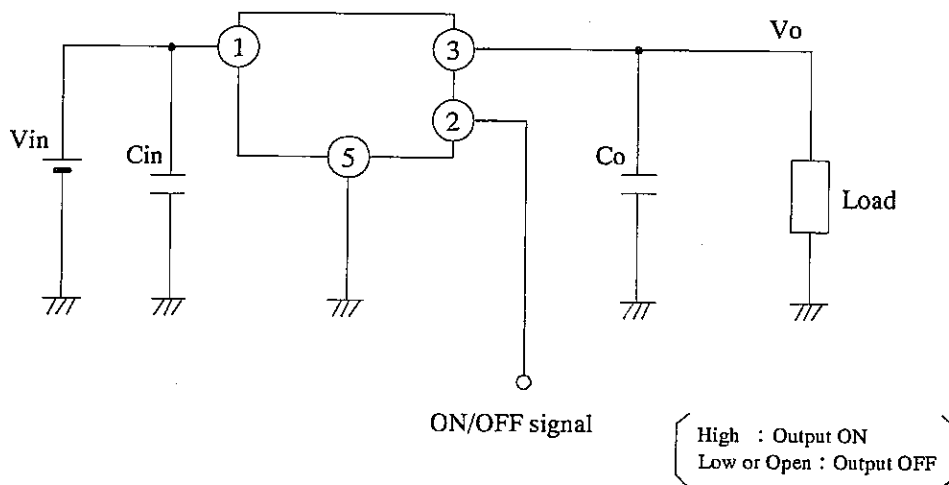 Vo
1
3
2
Vin
Cin
5
Co
Load
ON/OFF signal
High : Output ON
Low or Open : Output OFF